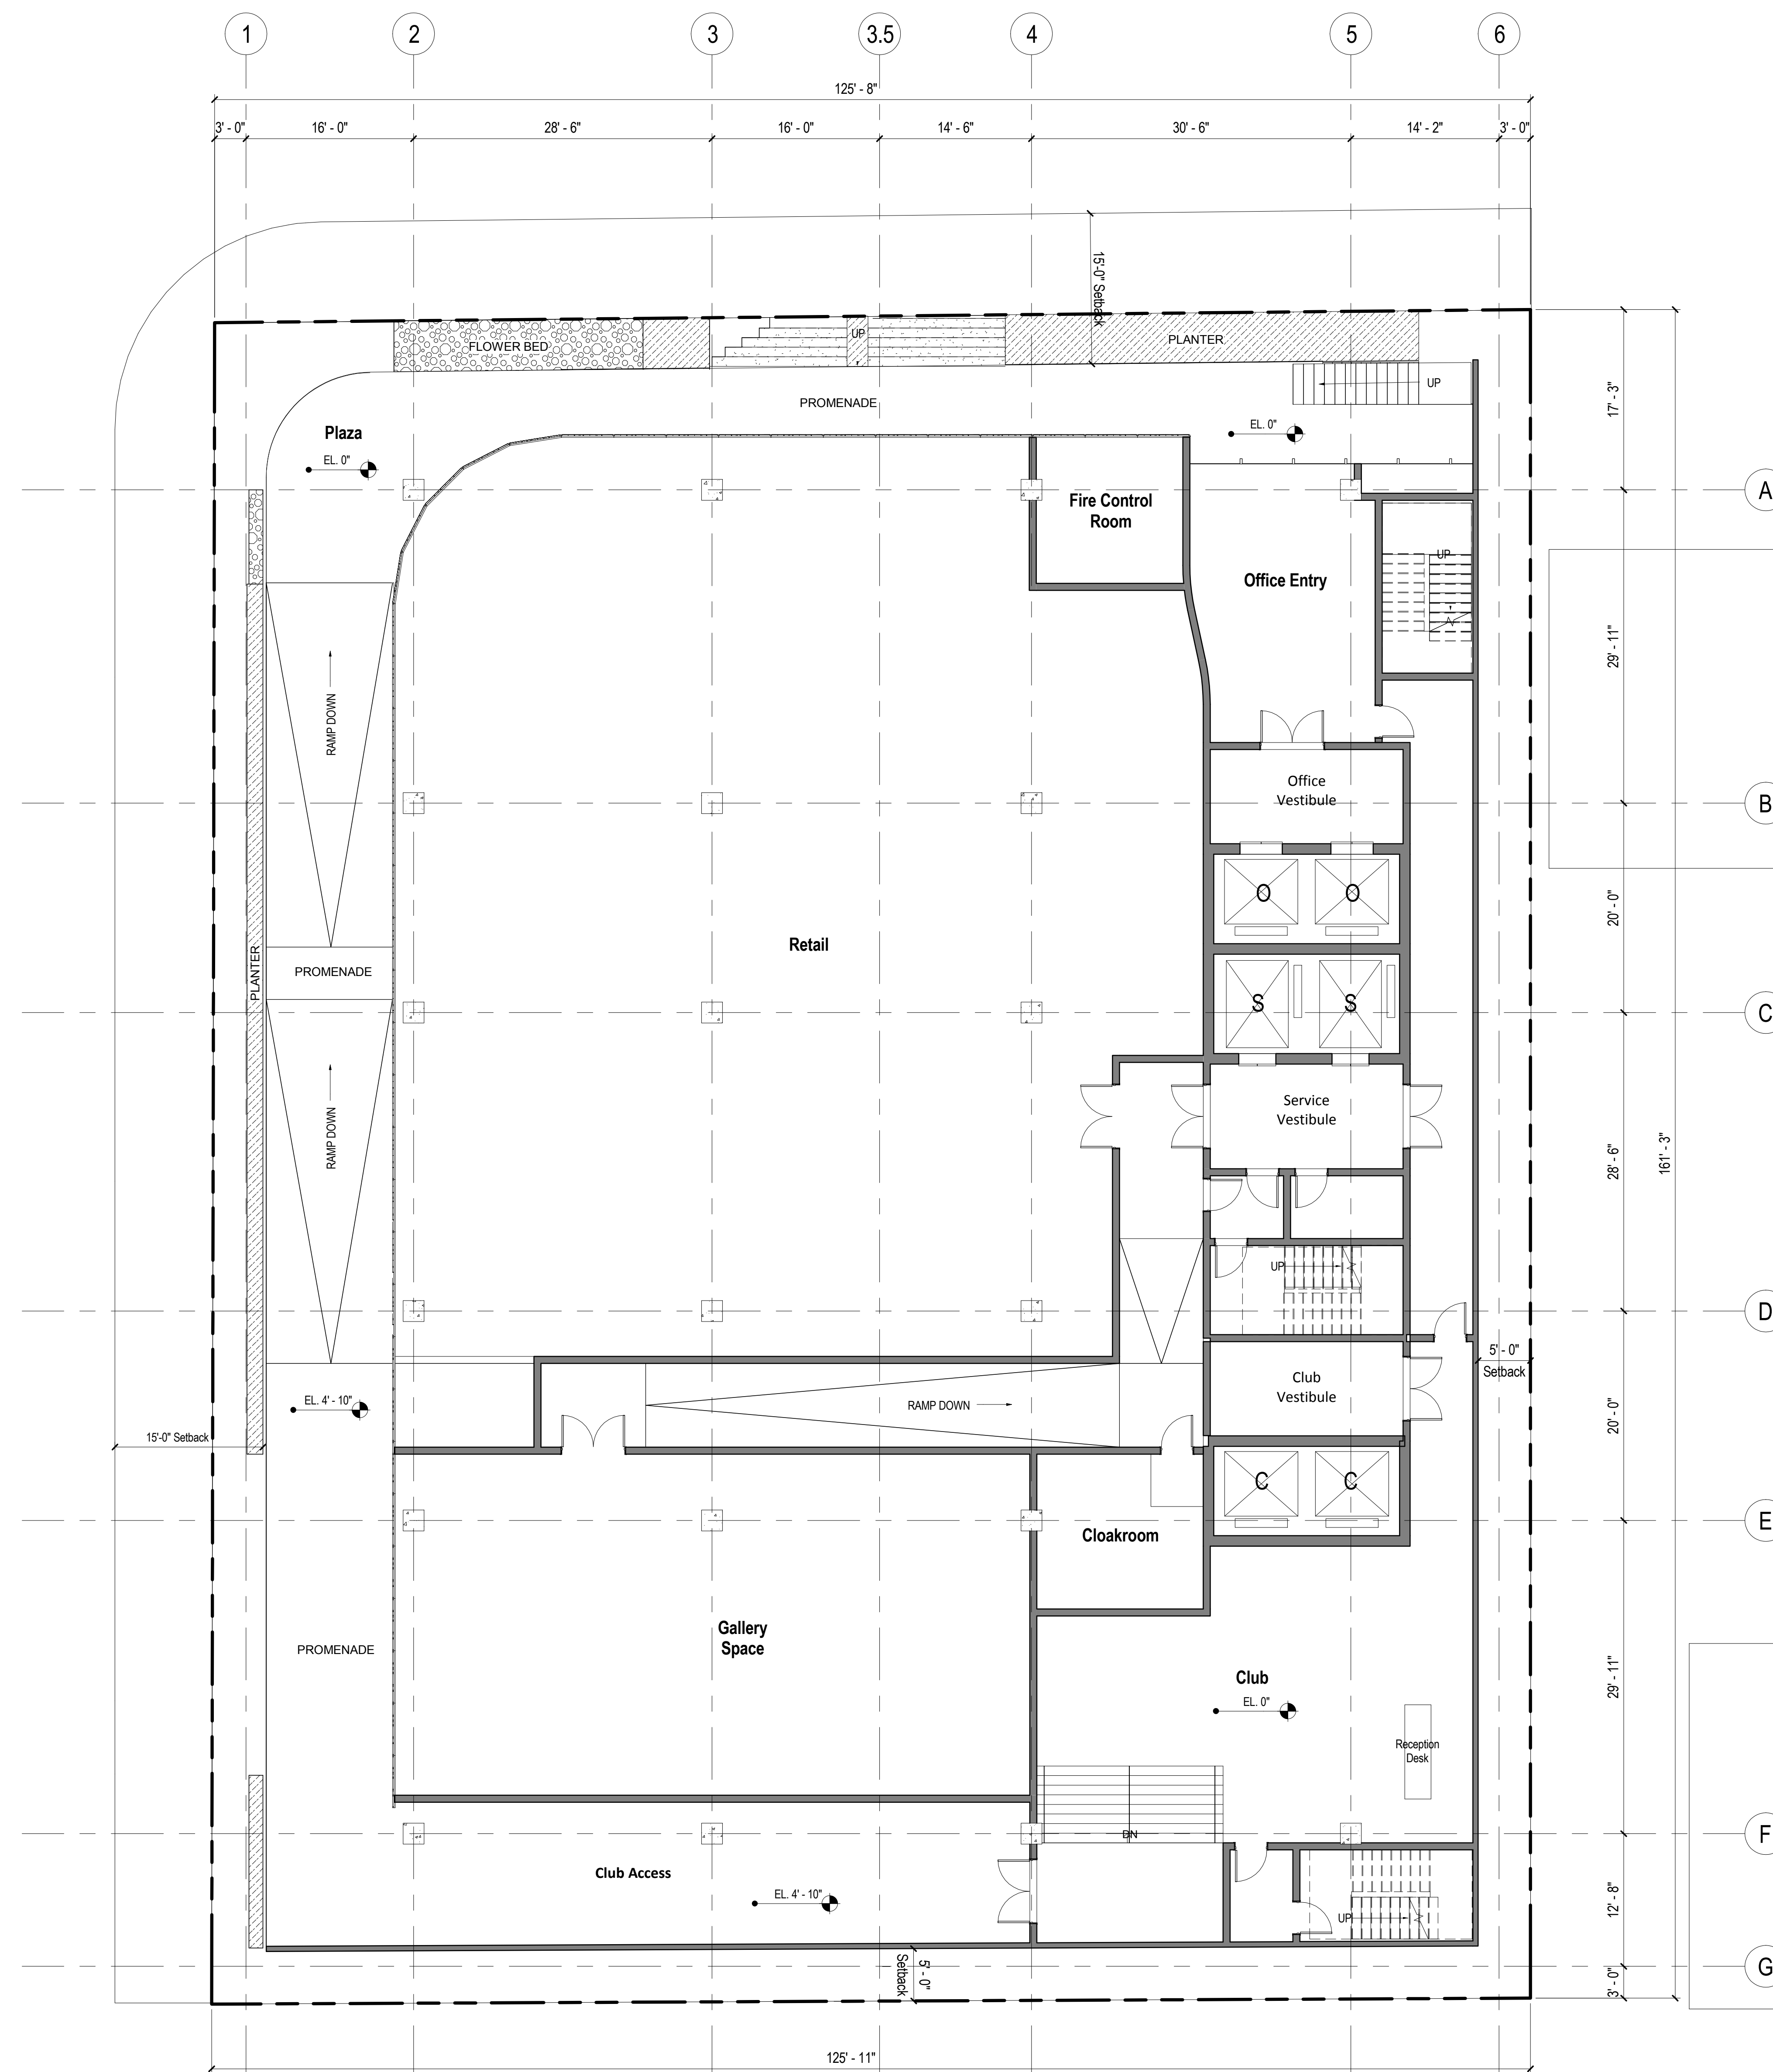 1
2
3
3.5
4
5
6
125' - 8"
3' - 0"
16' - 0"
28' - 6"
16' - 0"
14' - 6"
30' - 6"
14' - 2"
3' - 0"
15'-0" Setback
FLOWER BED
UP
PLANTER
UP
PROMENADE
17' - 3"
Plaza
EL. 0"
EL. 0"
A
Fire Control
Room
UP
Office Entry
29' - 11"
RAMP DOWN
Office
Vestibule
B
O
O
20' - 0"
Retail
PLANTER
PROMENADE
S
S
C
RAMP DOWN
Service
Vestibule
28' - 6"
161' - 3"
UP
D
5' - 0"
Setback
Club
Vestibule
EL. 4' - 10"
RAMP DOWN
20' - 0"
15'-0" Setback
C
C
E
Cloakroom
Gallery
Space
PROMENADE
Club
29' - 11"
EL. 0"
Reception
Desk
DN
F
Club Access
EL. 4' - 10"
12' - 8"
UP
5' - 0"
Setback
G
3' - 0"
125' - 11"